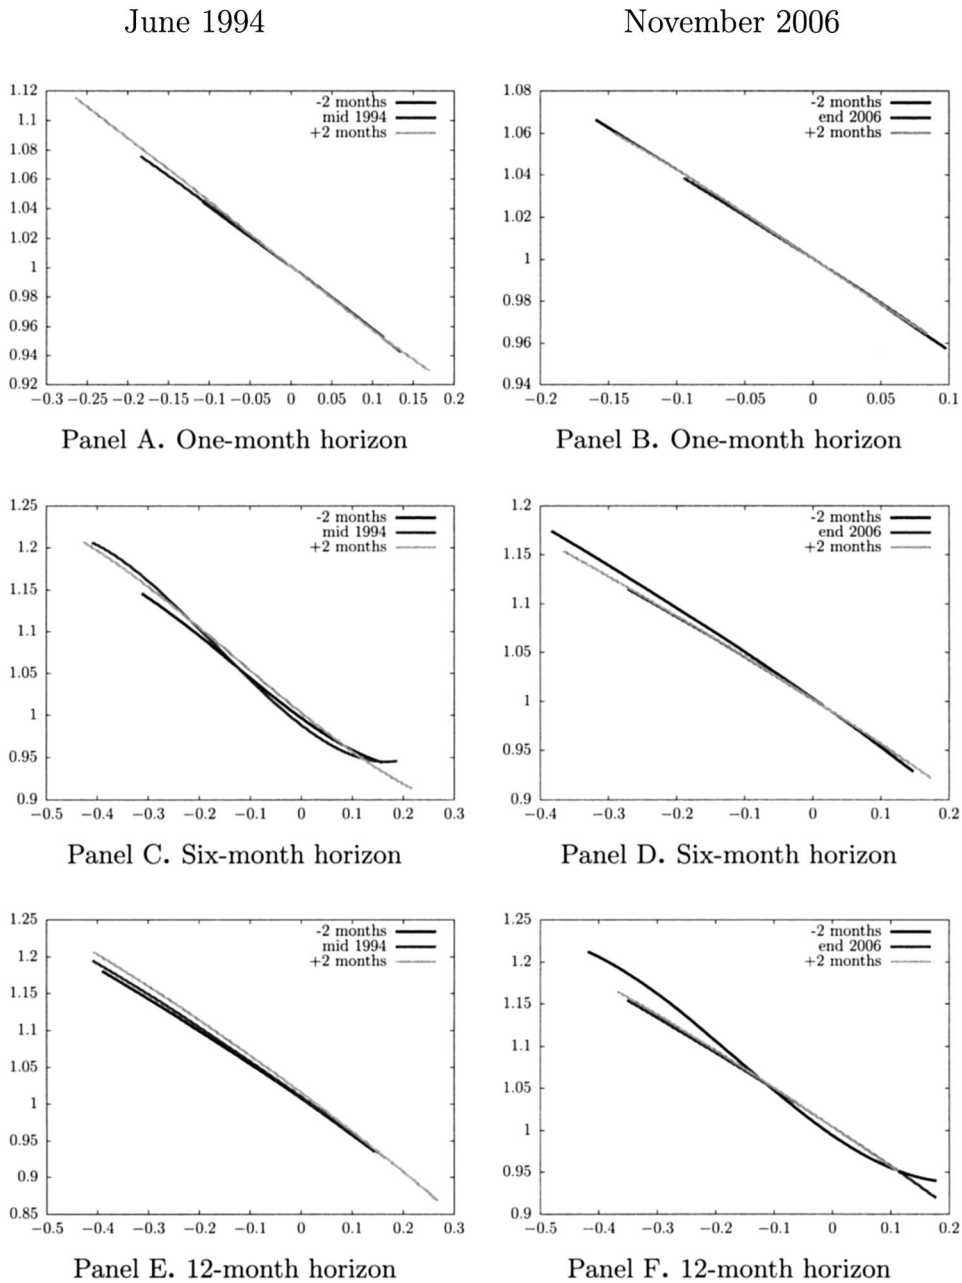 June 1994 November 2006
1.12
1.1
1.08
1.06
1.04
1.02
1
0.98
0.96
0.94
0.92
-2 months
mid 1994
+2 months
−0.3 −0.25 −0.2 −0.15 −0.1 −0.05 0 0.05 0.1 0.15 0.2
Panel A. One-month horizon
1.08
1.06
1.04
1.02
1
0.98
0.96
0.94
-2 months
end 2006
+2 months
−0.2 −0.15 −0.1 −0.05 0 0.05 0.1
Panel B. One-month horizon
1.25
1.2
1.15
1.1
1.05
1
0.95
0.9
-2 months
mid 1994
+2 months
−0.5 −0.4 −0.3 −0.2 −0.1 0 0.1 0.2 0.3
Panel C. Six-month horizon
1.2
1.15
1.1
1.05
1
0.95
0.9
-2 months
end 2006
+2 months
−0.4 −0.3 −0.2 −0.1 0 0.1 0.2
Panel D. Six-month horizon
1.25
1.2
1.15
1.1
1.05
1
0.95
0.9
0.85
-2 months
mid 1994
+2 months
−0.5 −0.4 −0.3 −0.2 −0.1 0 0.1 0.2 0.3
Panel E. 12-month horizon
1.25
1.2
1.15
1.1
1.05
1
0.95
0.9
-2 months
end 2006
+2 months
−0.5 −0.4 −0.3 −0.2 −0.1 0 0.1 0.2
Panel F. 12-month horizon